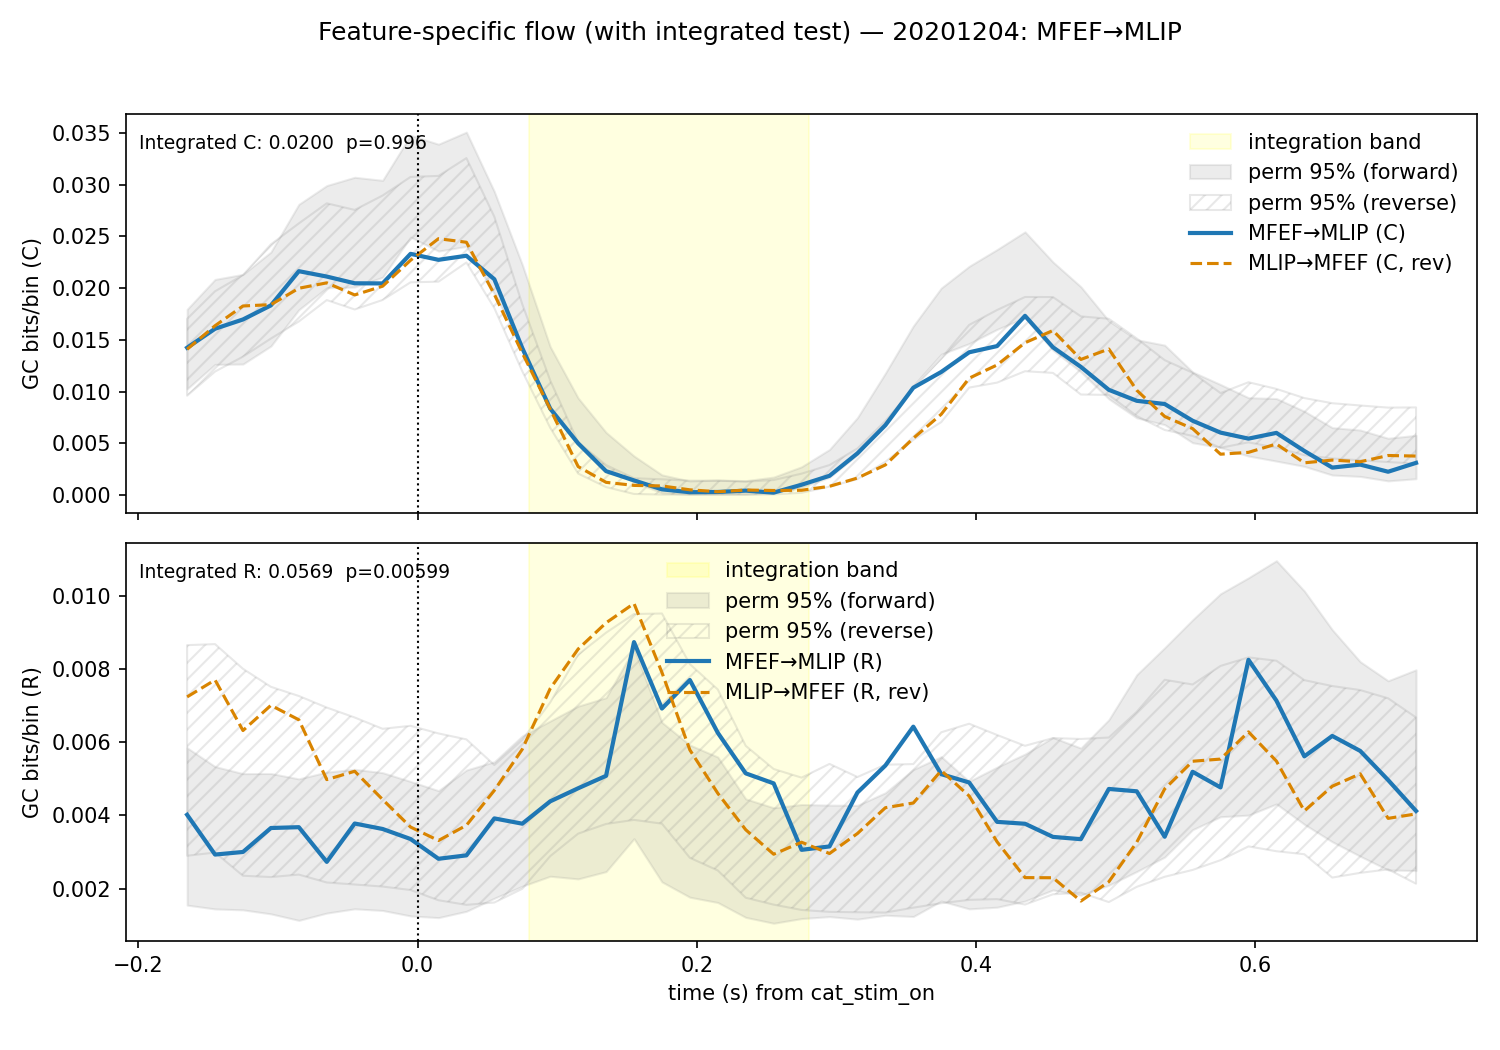 Feature-specific flow (with integrated test) — 20201204: MFEF→MLIP
Integrated C: 0.0200  p=0.996
integration band
perm 95% (forward)
perm 95% (reverse)
MFEF→MLIP (C)
MLIP→MFEF (C, rev)
GC bits/bin (C)
0.035
0.030
0.025
0.020
0.015
0.010
0.005
0.000
Integrated R: 0.0569  p=0.00599
integration band
perm 95% (forward)
perm 95% (reverse)
MFEF→MLIP (R)
MLIP→MFEF (R, rev)
GC bits/bin (R)
0.010
0.008
0.006
0.004
0.002
−0.2
0.0
0.2
0.4
0.6
time (s) from cat_stim_on